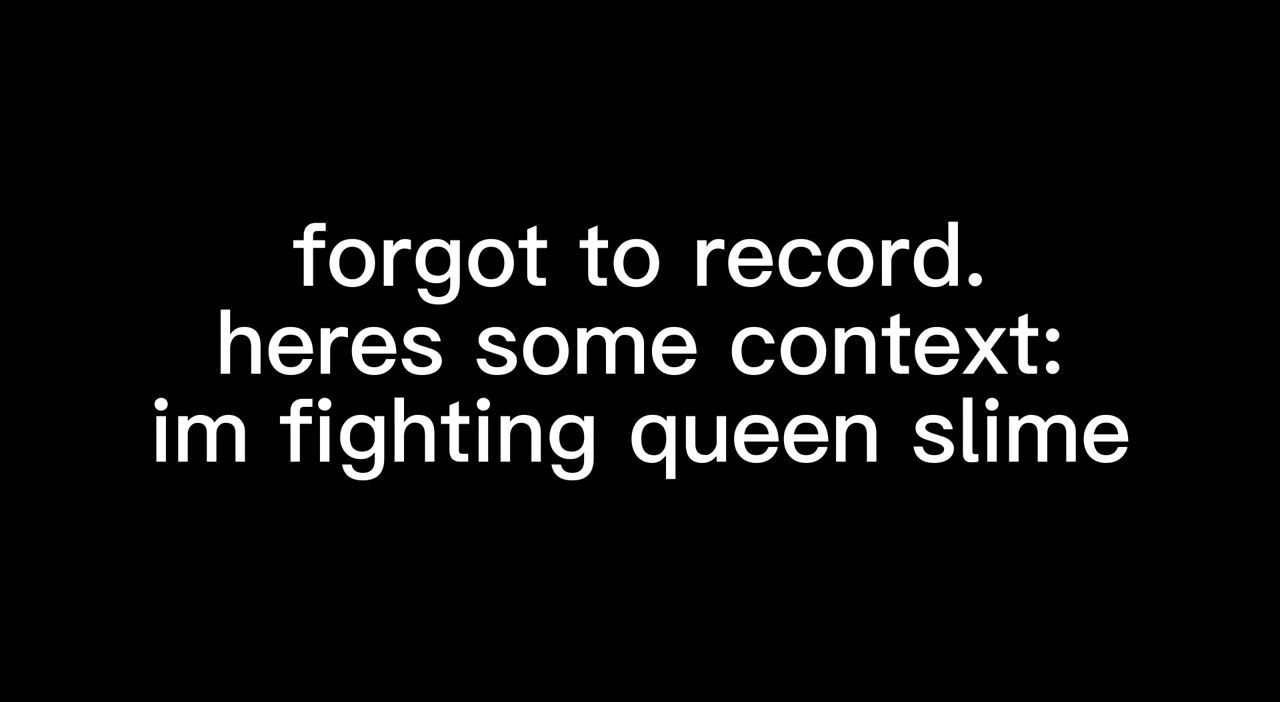 forgot to record.
heres some context:
im fighting queen slime